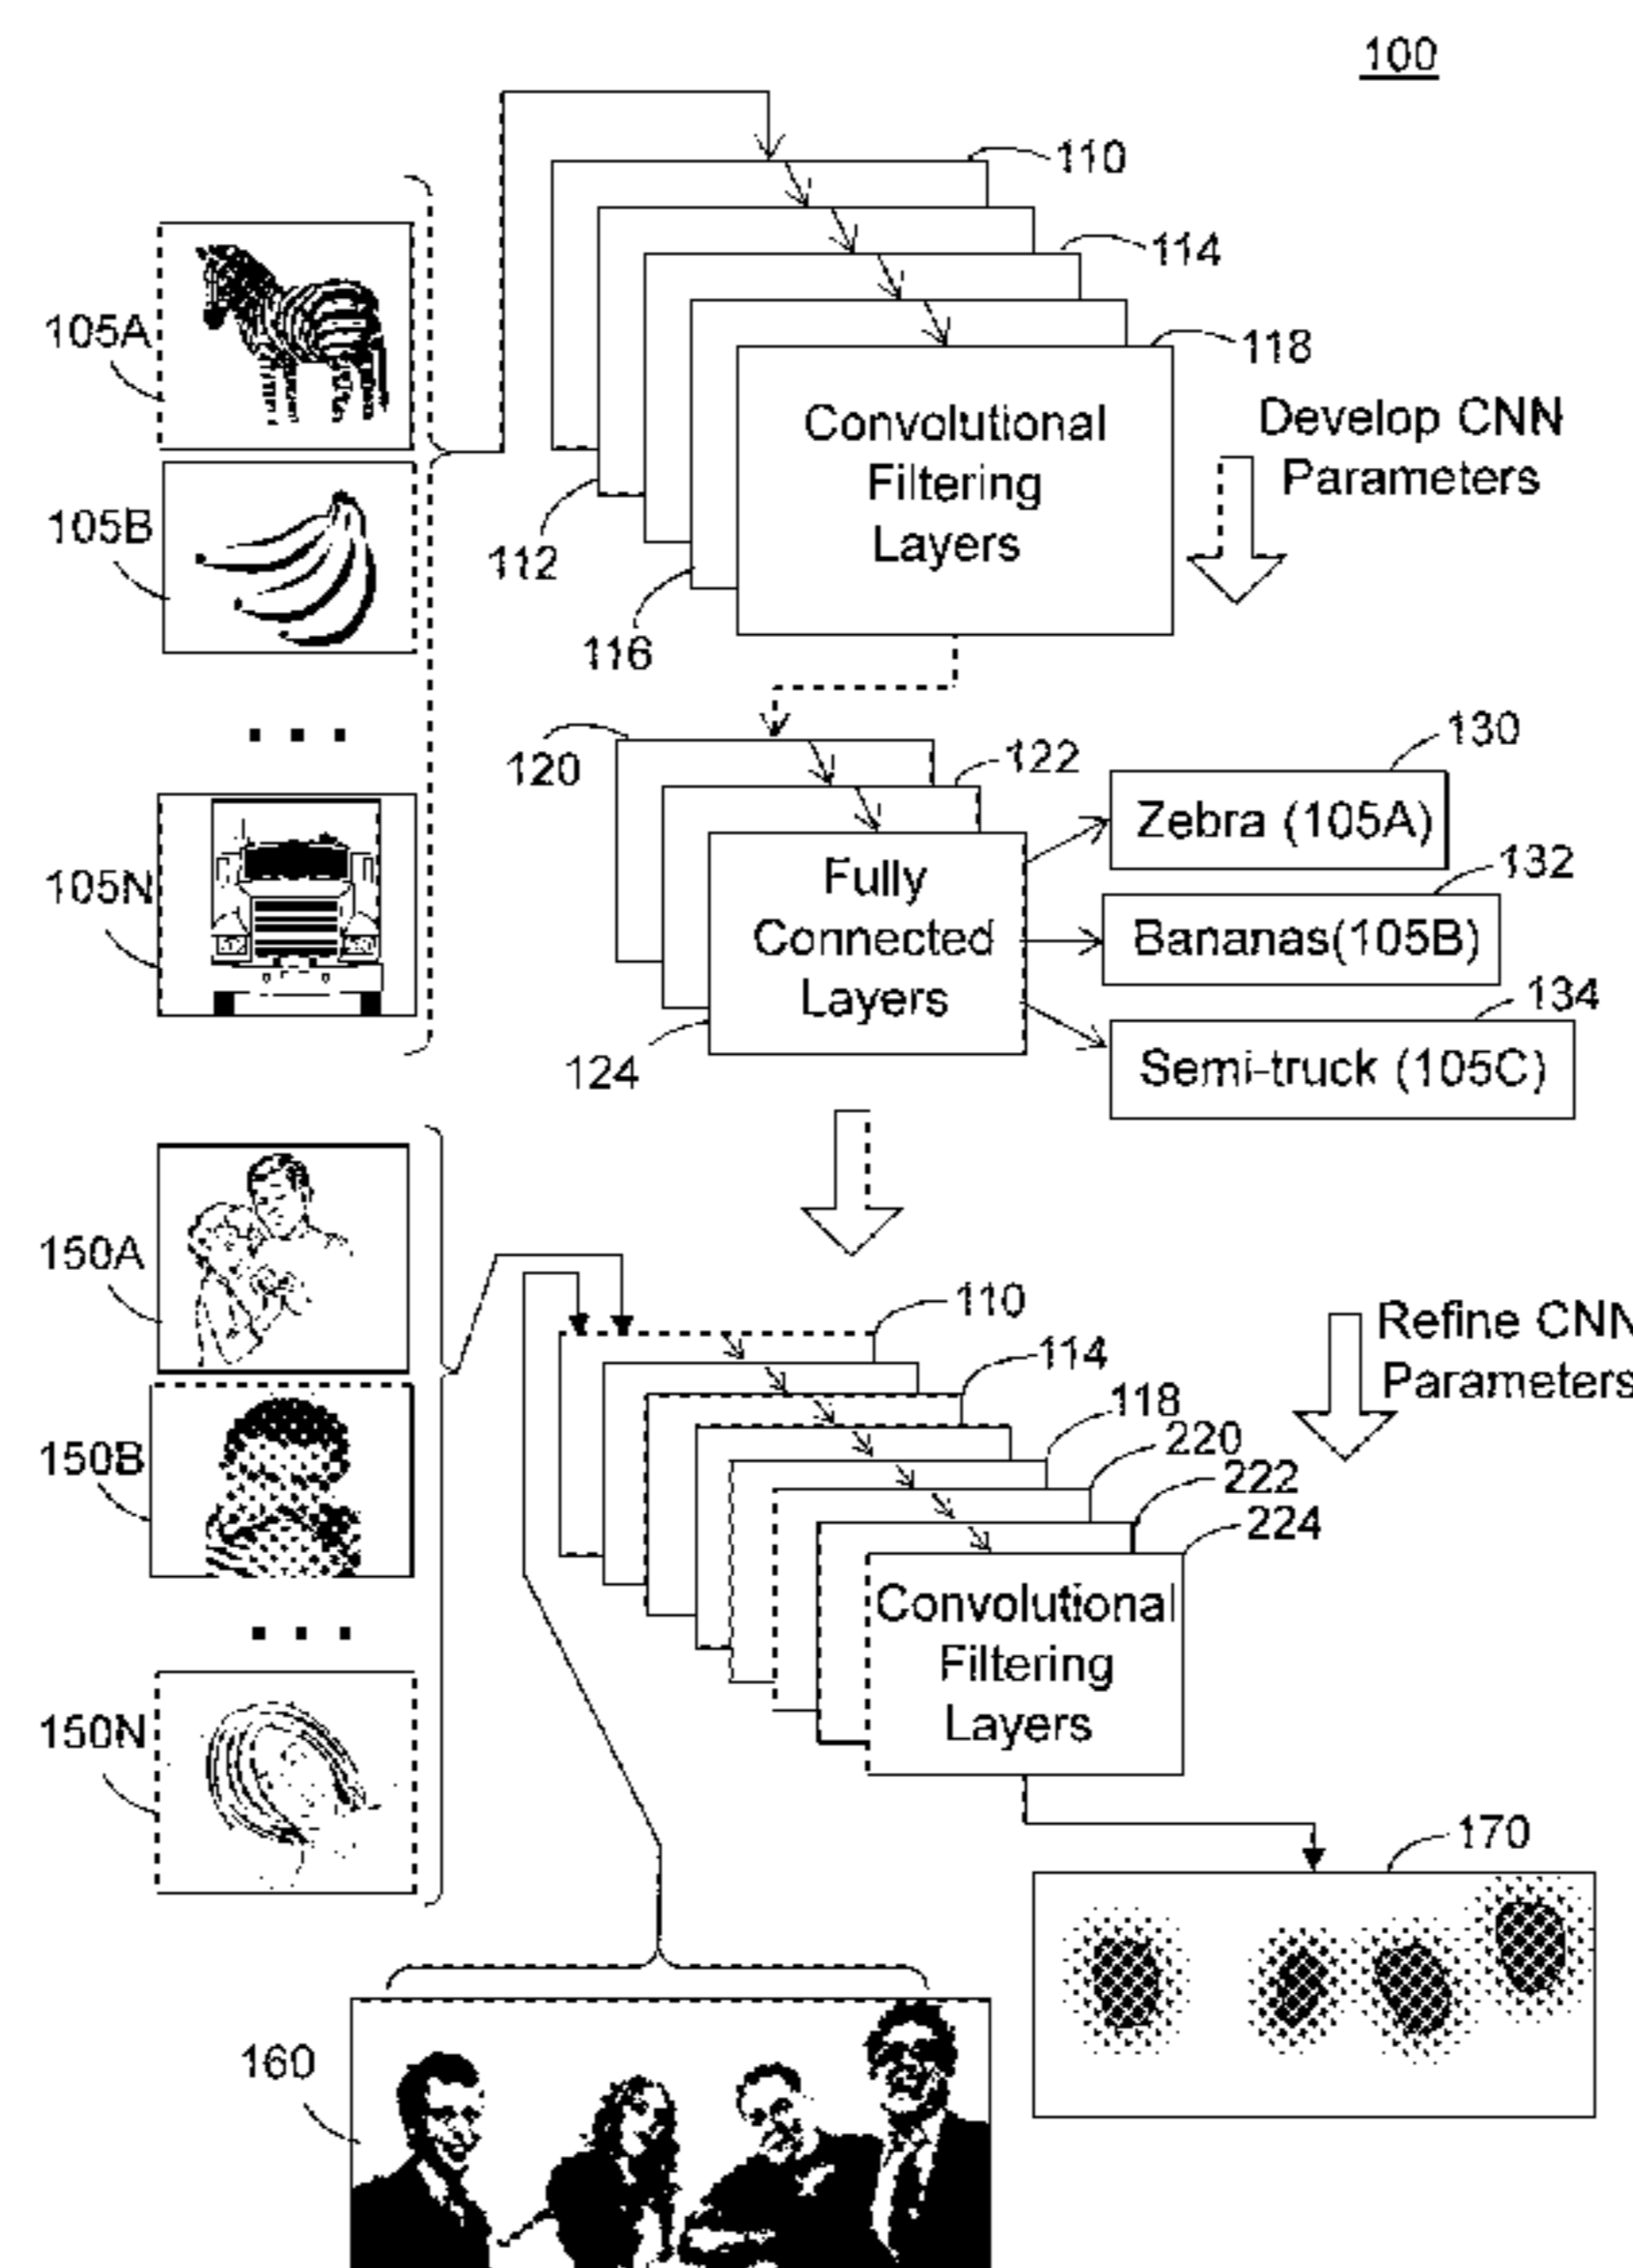 100
110
114
105A
118
Convolutional
Filtering
Layers
Develop CNN
Parameters
105B
112
116
130
120
122
Zebra (105A)
132
105N
Fully
Connected
Layers
Bananas(105B)
134
124
Semi-truck (105C)
150A
110
Refine CNN
Parameters
114
118
150B
220
222
224
Convolutional
Filtering
Layers
150N
170
160